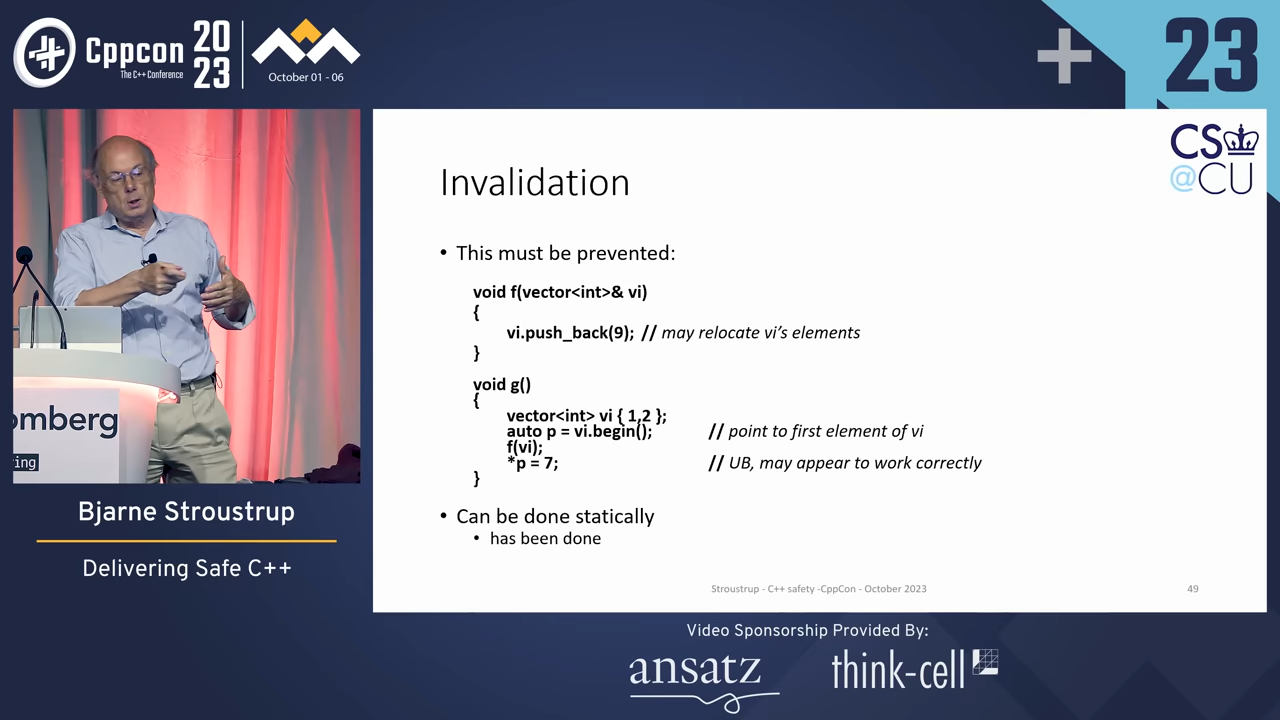 Cppcon
The C++ Conference
20
23
October 01 - 06
23
CS
@CU
Invalidation
• This must be prevented:
void f(vector<int>& vi)
{
vi.push_back(9); // may relocate vi’s elements
}
void g()
{
vector<int> vi { 1,2 };
auto p = vi.begin(); // point to first element of vi
f(vi);
*p = 7; // UB, may appear to work correctly
}
• Can be done statically
• has been done
Stroustrup - C++ safety -CppCon - October 2023
49
omberg
ing
Bjarne Stroustrup
Delivering Safe C++
Video Sponsorship Provided By:
ansatz
think-cell